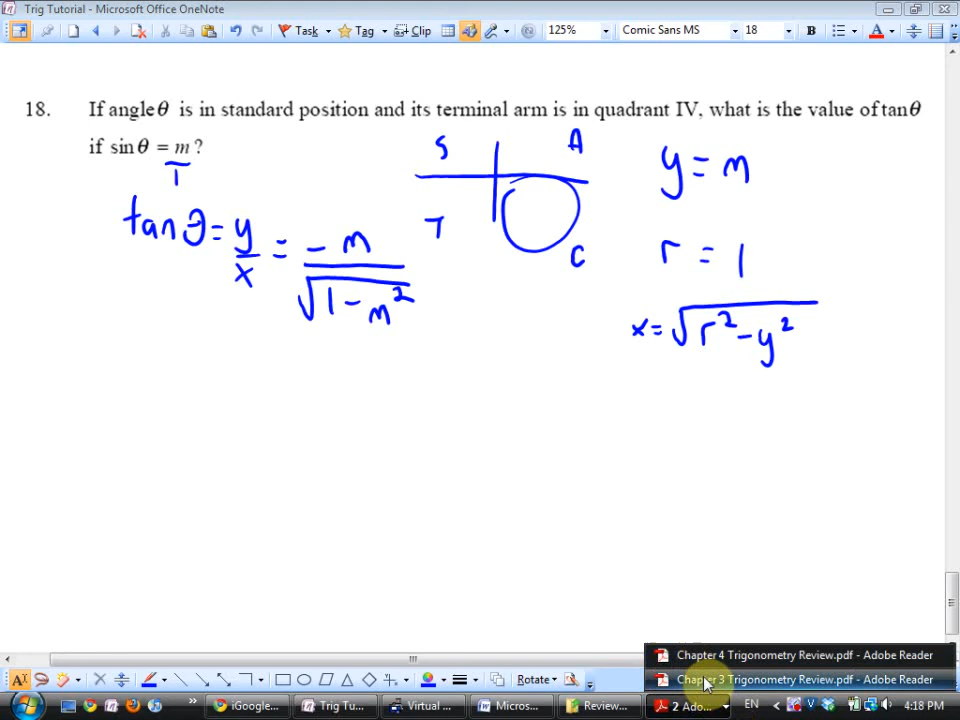 Trig Tutorial - Microsoft Office OneNote
Task Tag Clip 125% Comic Sans MS 18 B A
18. If angle θ is in standard position and its terminal arm is in quadrant IV, what is the value of tan θ
if sin θ = m ?
1
S A
T C
y = m
tan θ = y/x = -m/√(1-m²)
r = 1
x = √(r² - y²)
Chapter 4 Trigonometry Review.pdf - Adobe Reader
Chapter 3 Trigonometry Review.pdf - Adobe Reader
A Rotate
iGoogle... Trig Tu... Virtual ... Micros... Review... 2 Ado... EN 4:18 PM